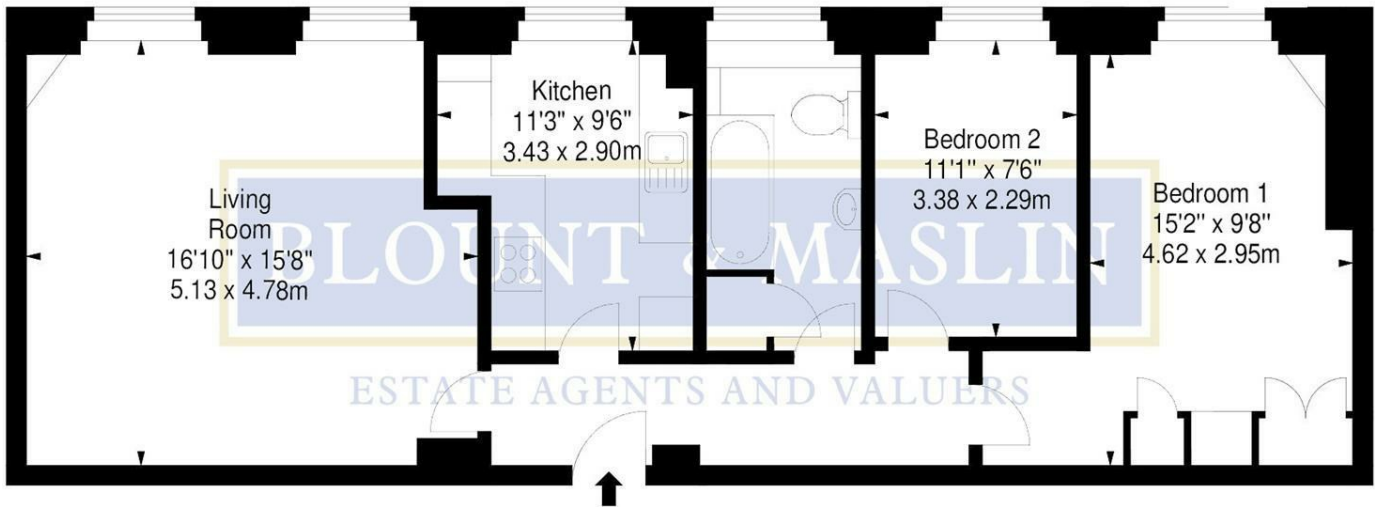 Living
Room
16'10" x 15'8"
5.13 x 4.78m
Kitchen
11'3" x 9'6"
3.43 x 2.90m
Bedroom 2
11'1" x 7'6"
3.38 x 2.29m
Bedroom 1
15'2" x 9'8"
4.62 x 2.95m
BLOUNT & MASLIN
ESTATE AGENTS AND VALUERS